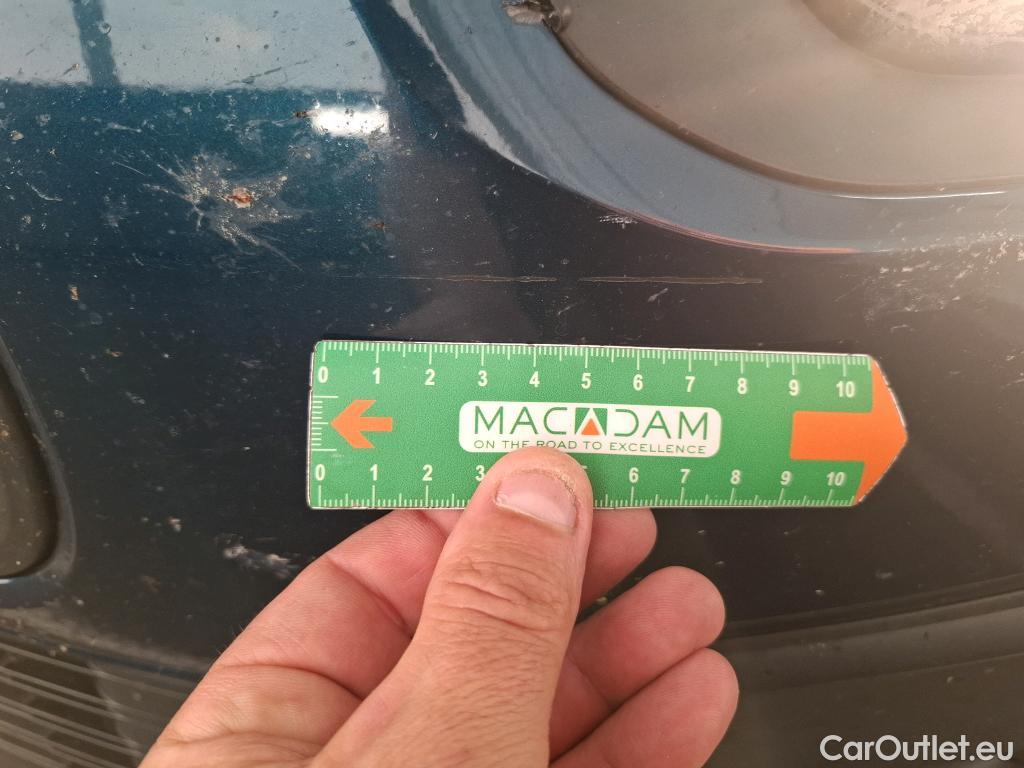 0 1 2 3 4 5 6 7 8 9 10
MACADAM
ON THE ROAD TO EXCELLENCE
0 1 2 3 6 7 8 9 10
CarOutlet.eu